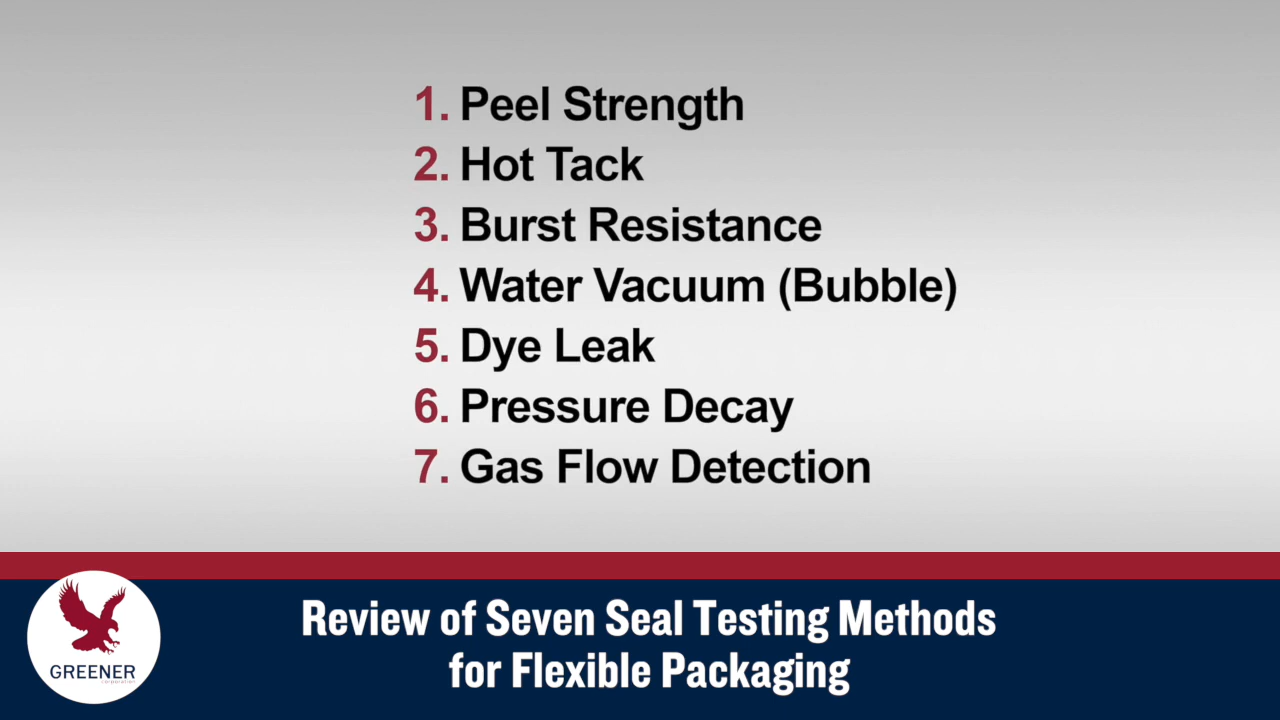 1. Peel Strength
2. Hot Tack
3. Burst Resistance
4. Water Vacuum (Bubble)
5. Dye Leak
6. Pressure Decay
7. Gas Flow Detection
Review of Seven Seal Testing Methods
for Flexible Packaging
GREENER
corporation